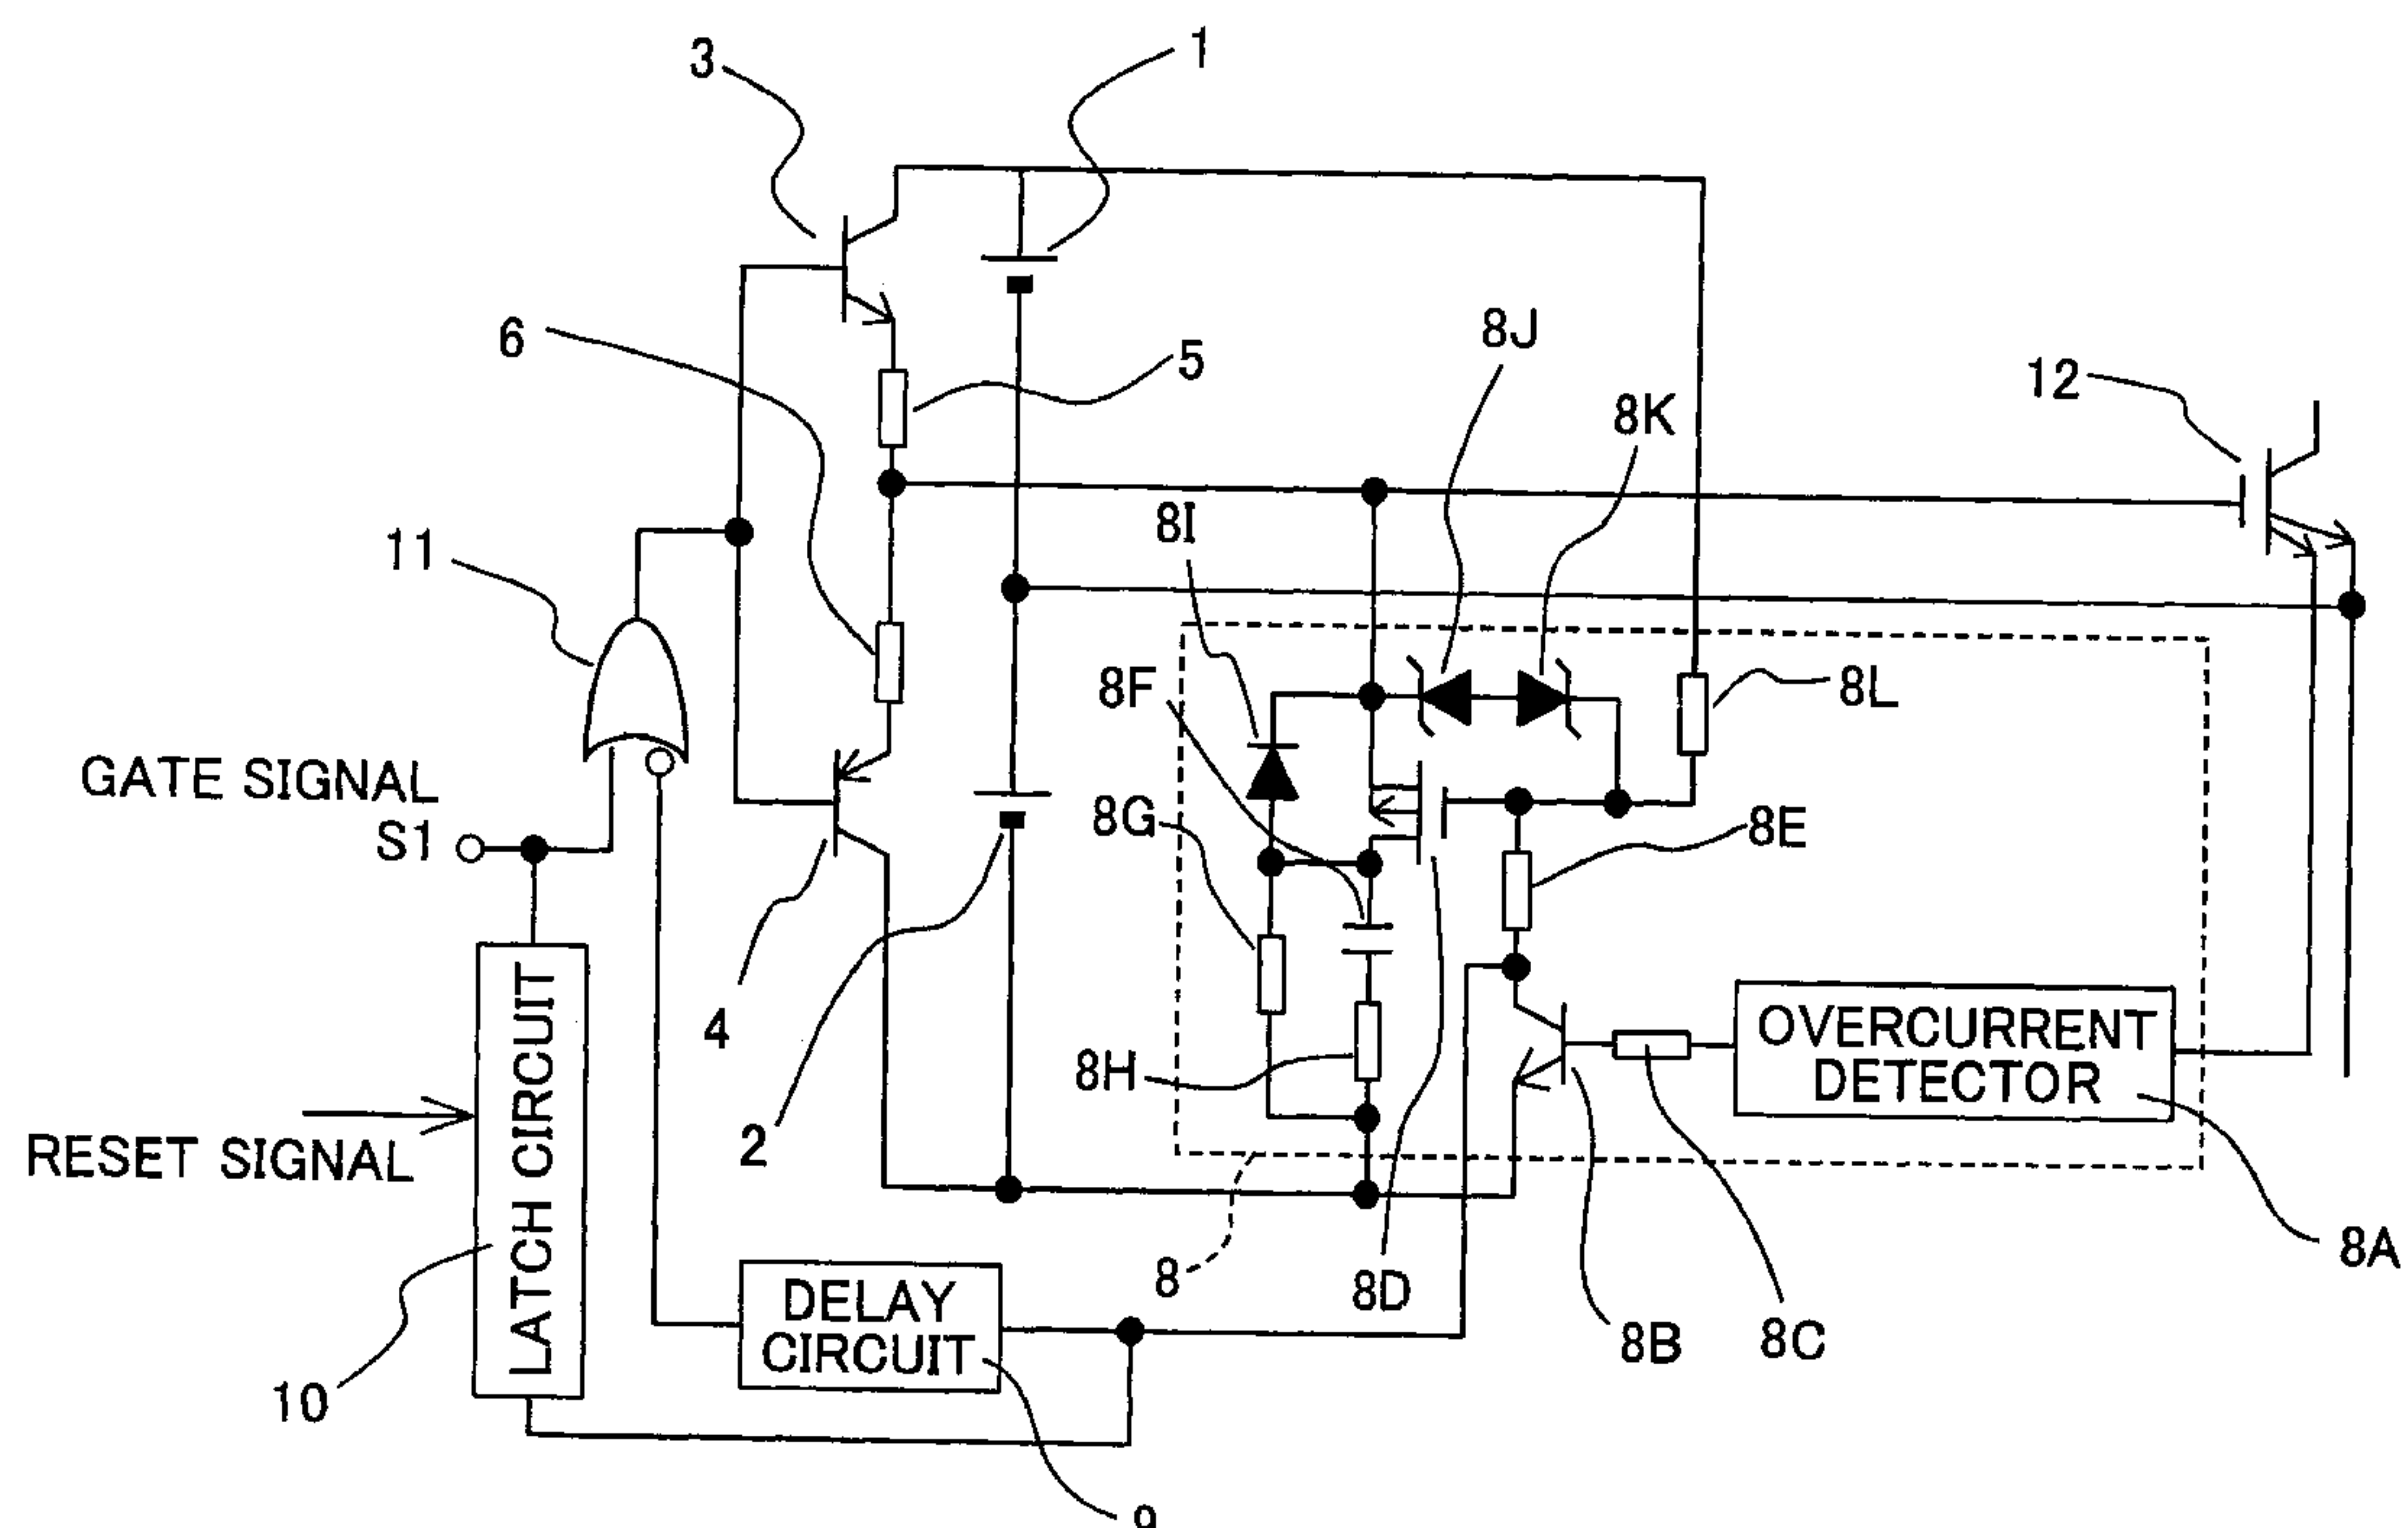 3
1
6
5
8J
8K
12
8I
11
8F
8L
GATE SIGNAL
S1
8G
8E
4
8H
OVERCURRENT
DETECTOR
2
LATCH CIRCUIT
RESET SIGNAL
8
8D
8A
DELAY
CIRCUIT
8B
8C
10
9